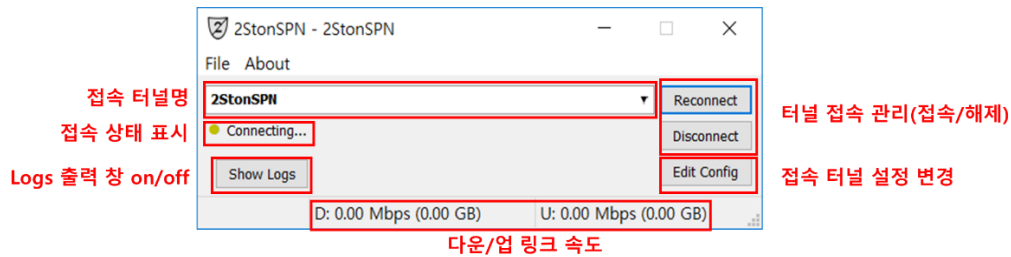 2StonSPN - 2StonSPN
File About
접속 터널명
2StonSPN
Reconnect
터널 접속 관리(접속/해제)
접속 상태 표시
Connecting...
Disconnect
Logs 출력 창 on/off
Show Logs
Edit Config
접속 터널 설정 변경
D: 0.00 Mbps (0.00 GB)
U: 0.00 Mbps (0.00 GB)
다운/업 링크 속도